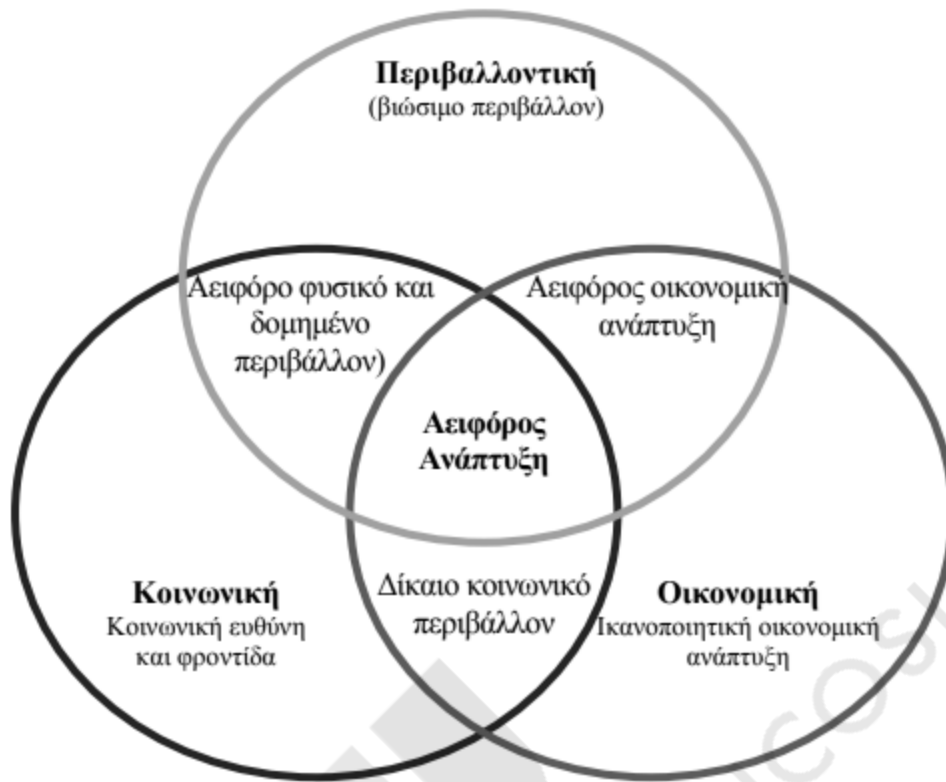 Περιβαλλοντική
(βιώσιμο περιβάλλον)
Αειφόρο φυσικό και
δομημένο
περιβάλλον)
Αειφόρος οικονομική
ανάπτυξη
Αειφόρος
Ανάπτυξη
Κοινωνική
Κοινωνική ευθύνη
και φροντίδα
Δίκαιο κοινωνικό
περιβάλλον
Οικονομική
Ικανοποιητική οικονομική
ανάπτυξη